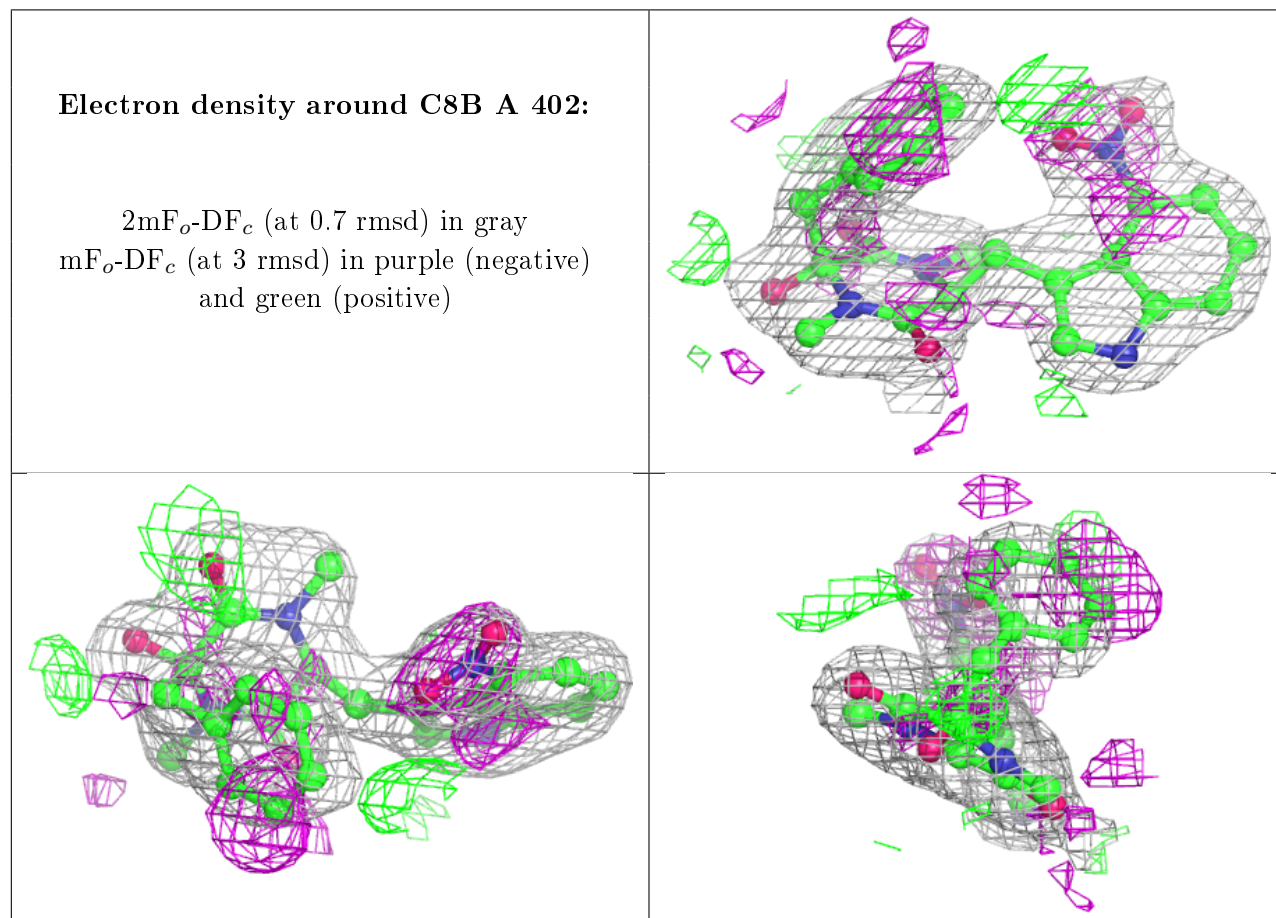 Electron density around C8B A 402:
2mFₒ-DF𝒸 (at 0.7 rmsd) in gray
mFₒ-DF𝒸 (at 3 rmsd) in purple (negative)
and green (positive)